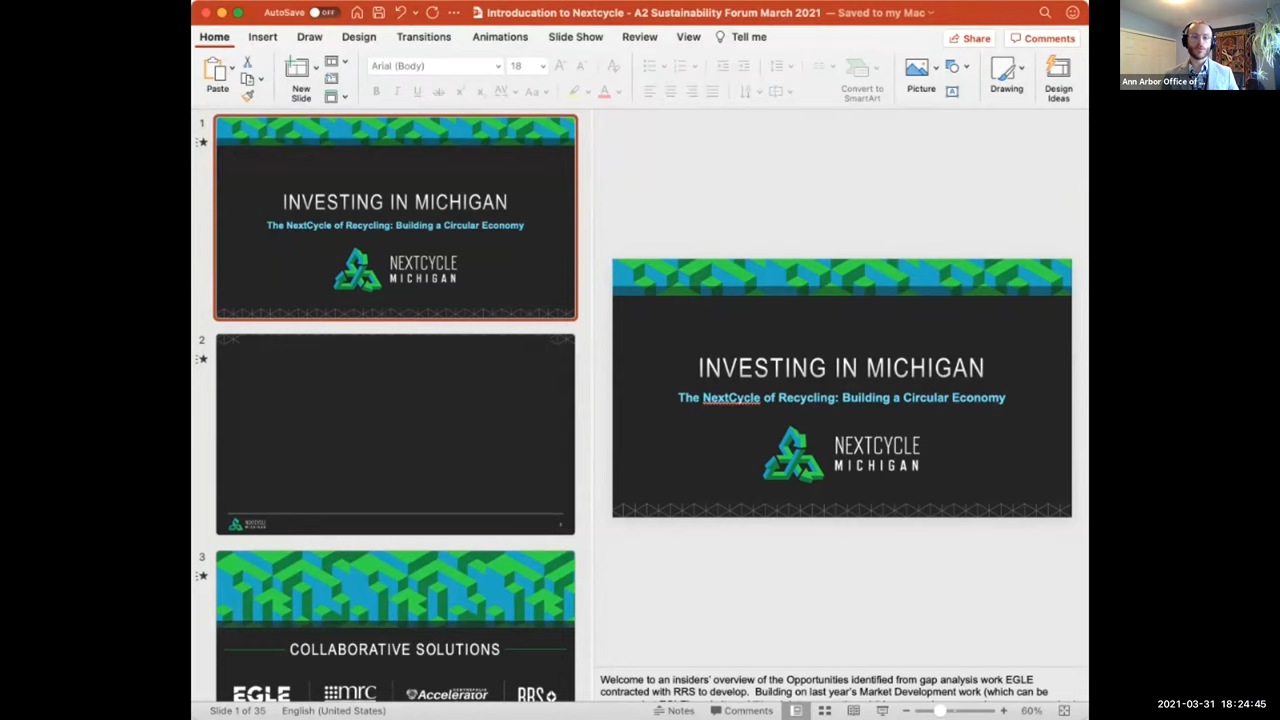 AutoSave OFF
Introducation to Nextcycle - A2 Sustainability Forum March 2021 — Saved to my Mac
Home Insert Draw Design Transitions Animations Slide Show Review View Tell me
Share Comments
Paste
New
Slide
Arial (Body) 18
Convert to
SmartArt
Picture
Drawing
Design
Ideas
Ann Arbor Office of
1
INVESTING IN MICHIGAN
The NextCycle of Recycling: Building a Circular Economy
NEXTCYCLE
MICHIGAN
2
NEXTCYCLE
MICHIGAN
3
COLLABORATIVE SOLUTIONS
EGLE mrc Accelerator RRS
INVESTING IN MICHIGAN
The NextCycle of Recycling: Building a Circular Economy
NEXTCYCLE
MICHIGAN
Welcome to an insiders' overview of the Opportunities identified from gap analysis work EGLE
contracted with RRS to develop. Building on last year's Market Development work (which can be
Slide 1 of 35 English (United States) Notes Comments 60%
2021-03-31 18:24:45